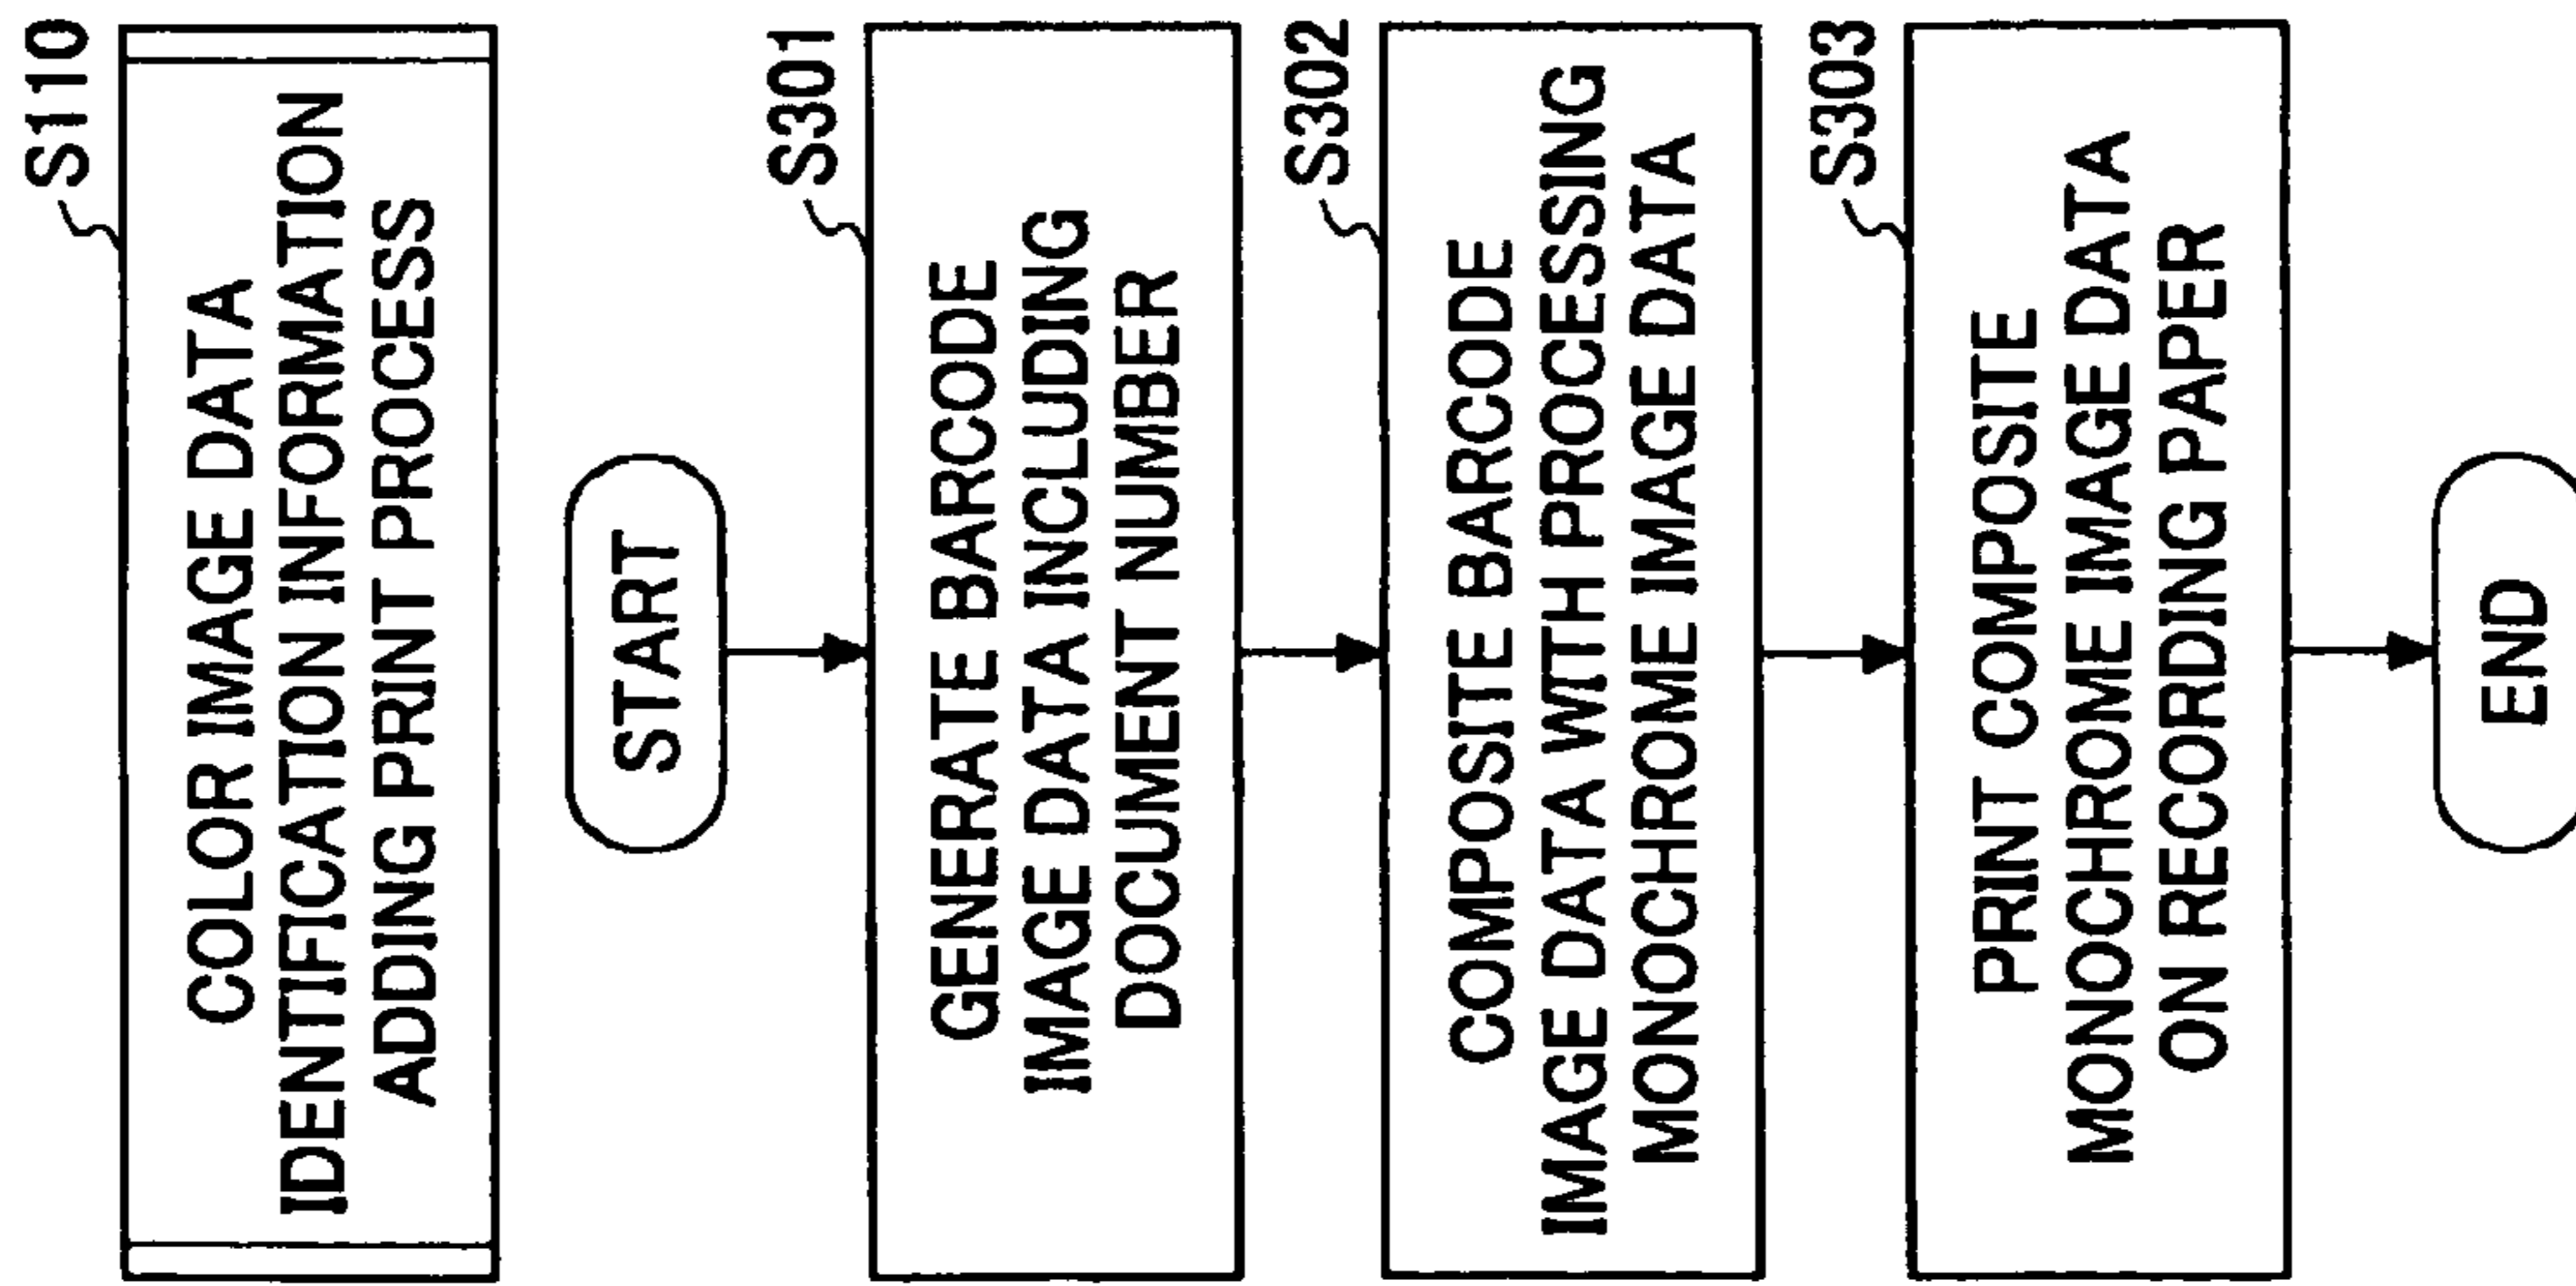 S110
COLOR IMAGE DATA
IDENTIFICATION INFORMATION
ADDING PRINT PROCESS
START
S301
GENERATE BARCODE
IMAGE DATA INCLUDING
DOCUMENT NUMBER
S302
COMPOSITE BARCODE
IMAGE DATA WITH PROCESSING
MONOCHROME IMAGE DATA
S303
PRINT COMPOSITE
MONOCHROME IMAGE DATA
ON RECORDING PAPER
END